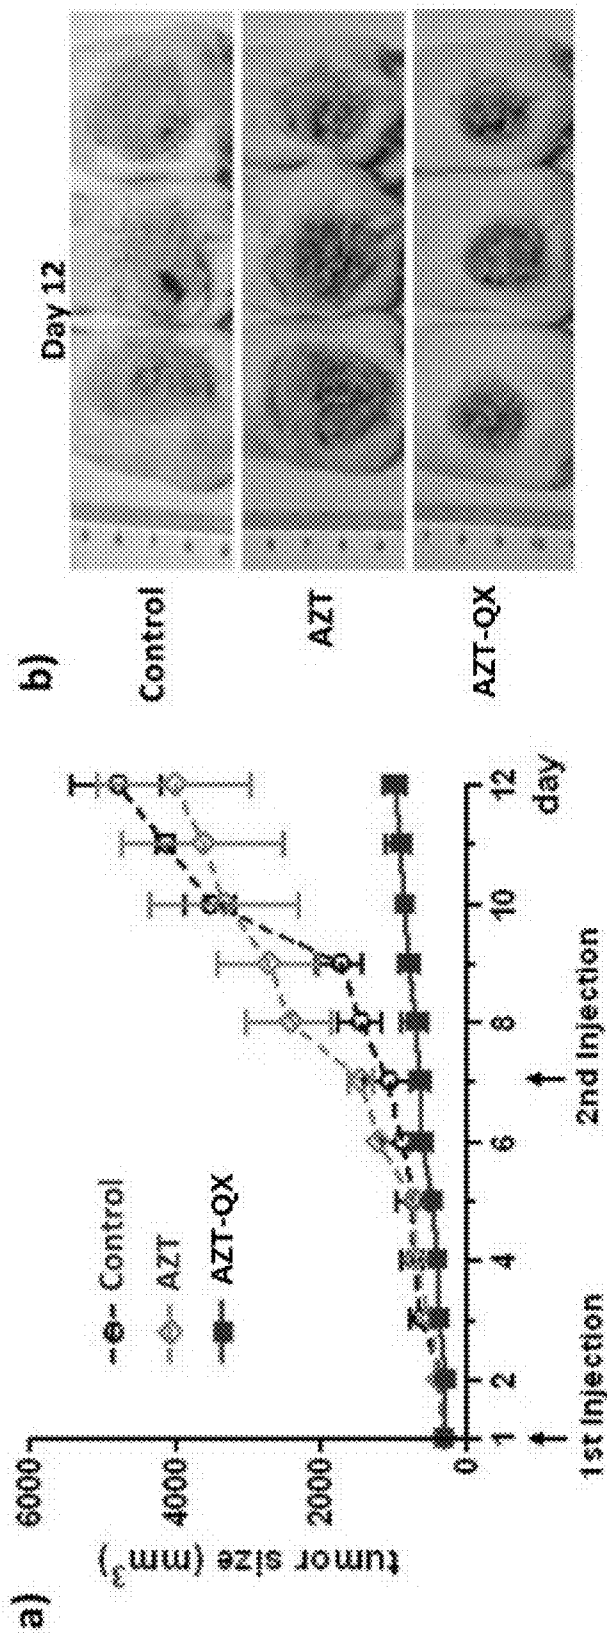 a)
6000
4000
2000
0
tumor size (mm3)
Control
AZT
AZT-QX
1 2 4 6 8 10 12
day
1st Injection
2nd Injection
b)
Day 12
Control
AZT
AZT-QX